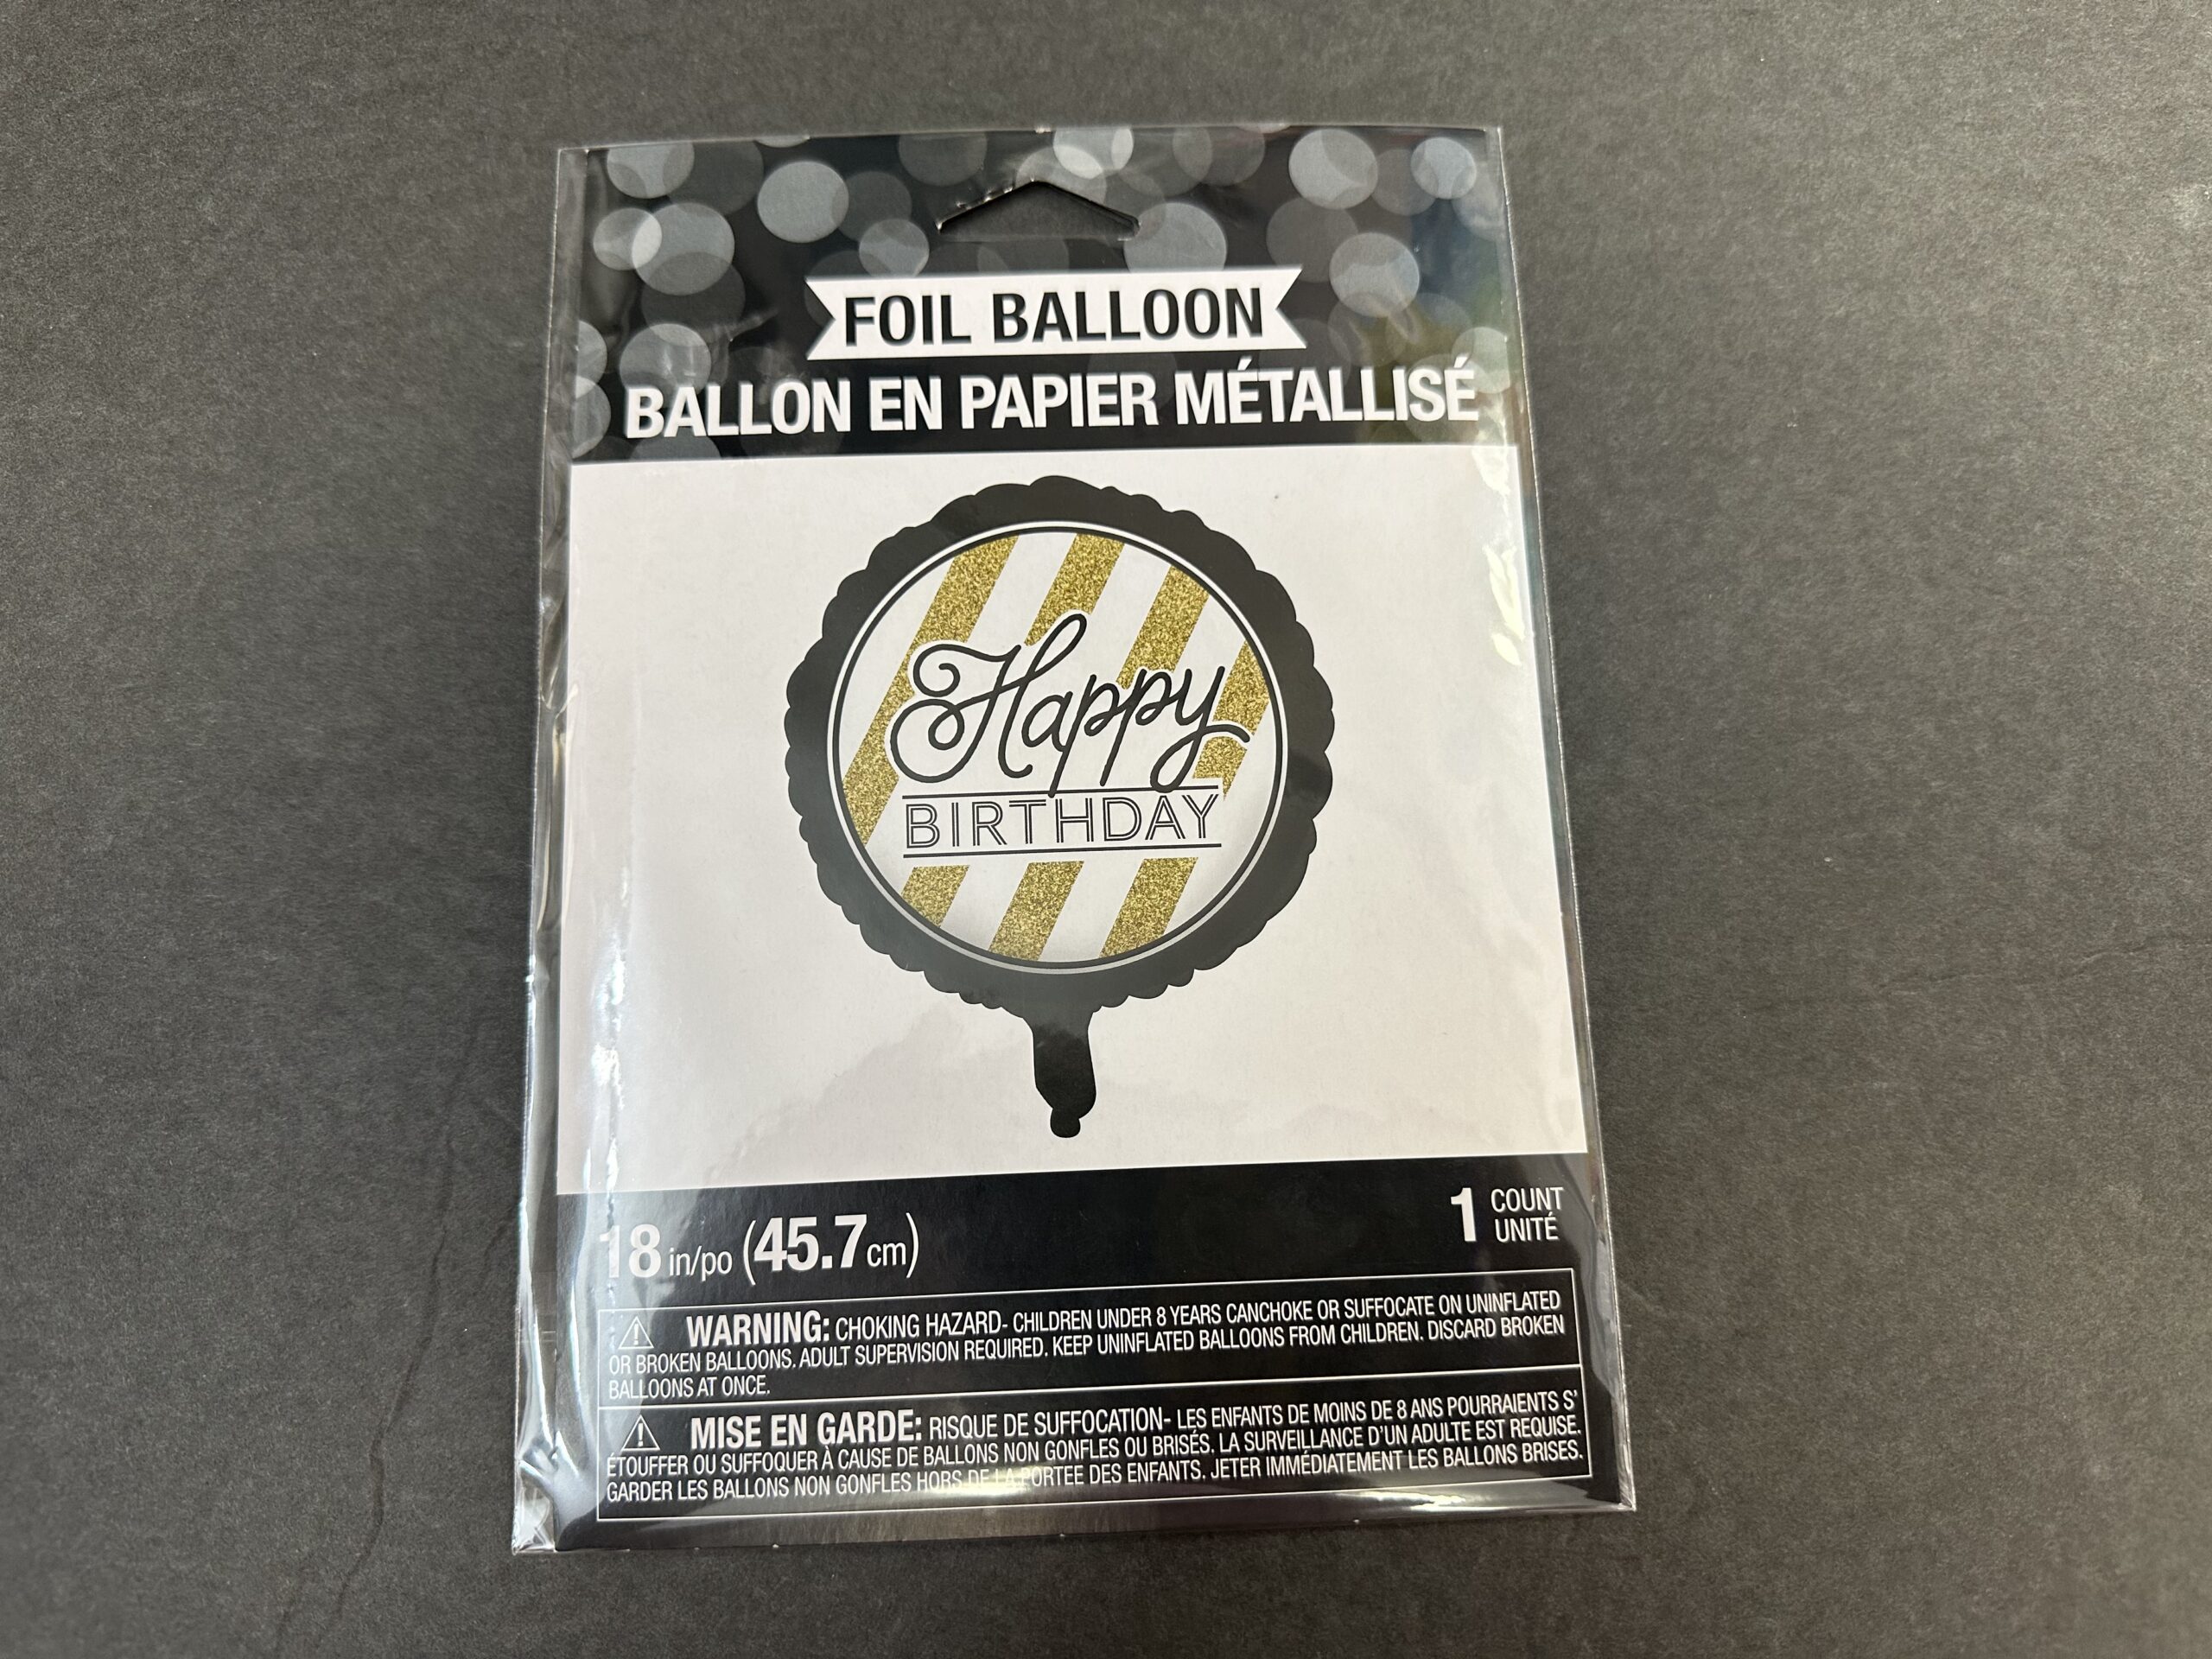 FOIL BALLOON
BALLON EN PAPIER MÉTALLISÉ
Happy
BIRTHDAY
18 in/po (45.7 cm)
1 COUNT
UNITÉ
WARNING: CHOKING HAZARD- CHILDREN UNDER 8 YEARS CANCHOKE OR SUFFOCATE ON UNINFLATED
OR BROKEN BALLOONS. ADULT SUPERVISION REQUIRED. KEEP UNINFLATED BALLOONS FROM CHILDREN. DISCARD BROKEN
BALLOONS AT ONCE.
MISE EN GARDE: RISQUE DE SUFFOCATION- LES ENFANTS DE MOINS DE 8 ANS POURRAIENTS S'
ÉTOUFFER OU SUFFOQUER À CAUSE DE BALLONS NON GONFLES OU BRISÉS. LA SURVEILLANCE D'UN ADULTE EST REQUISE.
GARDER LES BALLONS NON GONFLES HORS DE LA PORTEE DES ENFANTS. JETER IMMÉDIATEMENT LES BALLONS BRISES.